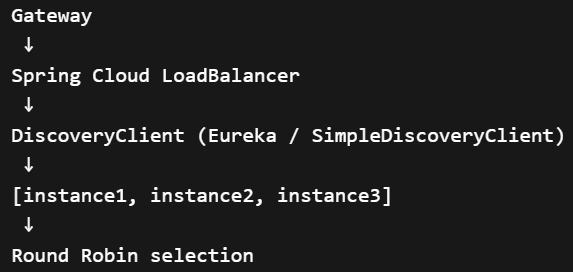 Gateway
↓
Spring Cloud LoadBalancer
↓
DiscoveryClient (Eureka / SimpleDiscoveryClient)
↓
[instance1, instance2, instance3]
↓
Round Robin selection